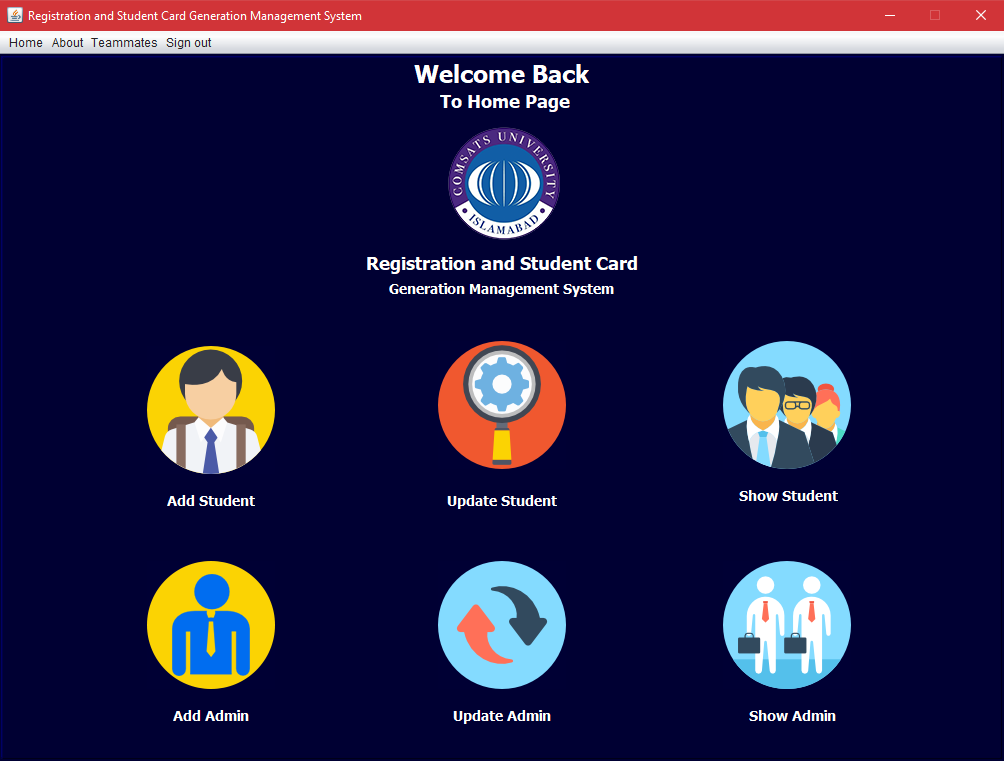 Registration and Student Card Generation Management System
Home About Teammates Sign out
Welcome Back
To Home Page
COMSATS UNIVERSITY
ISLAMABAD
Registration and Student Card
Generation Management System
Add Student Update Student Show Student
Add Admin Update Admin Show Admin